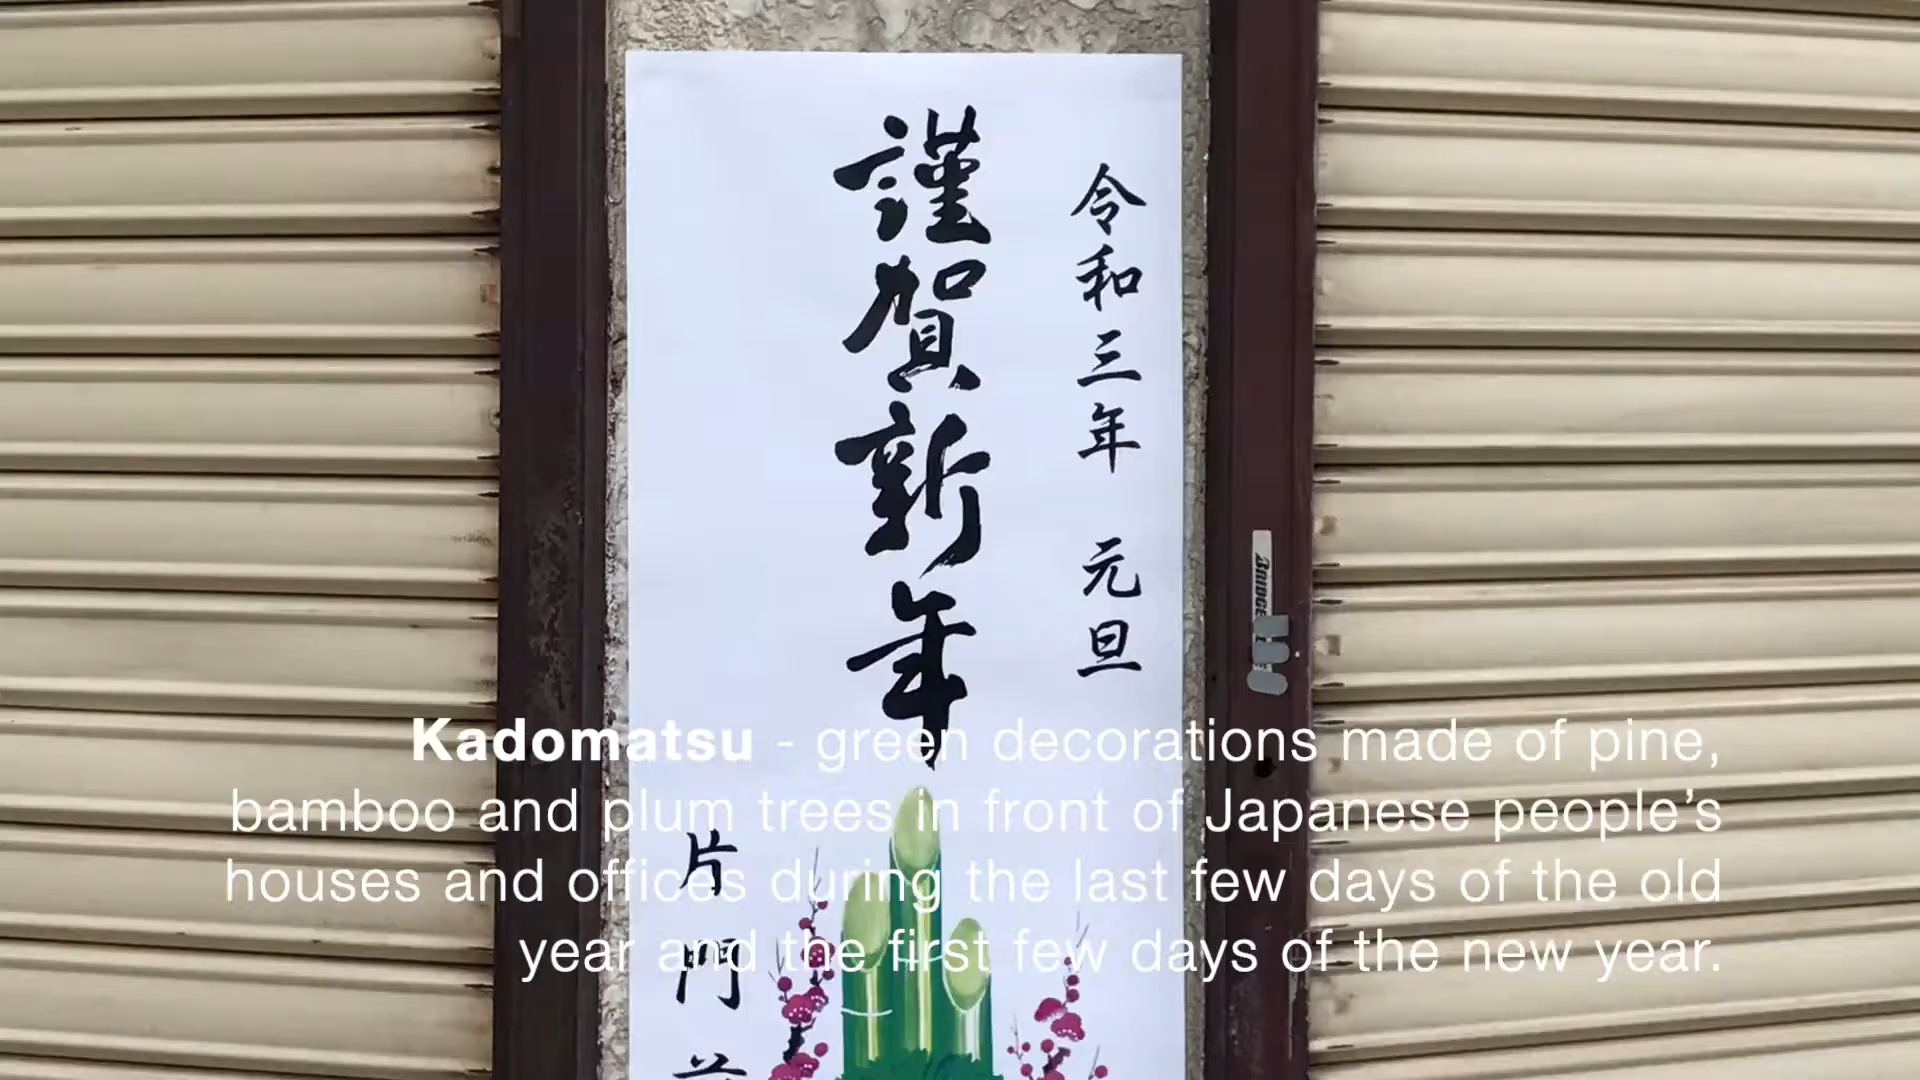 令和三年 元旦
謹賀新年
片門
Kadomatsu - green decorations made of pine,
bamboo and plum trees in front of Japanese people’s
houses and offices during the last few days of the old
year and the first few days of the new year.